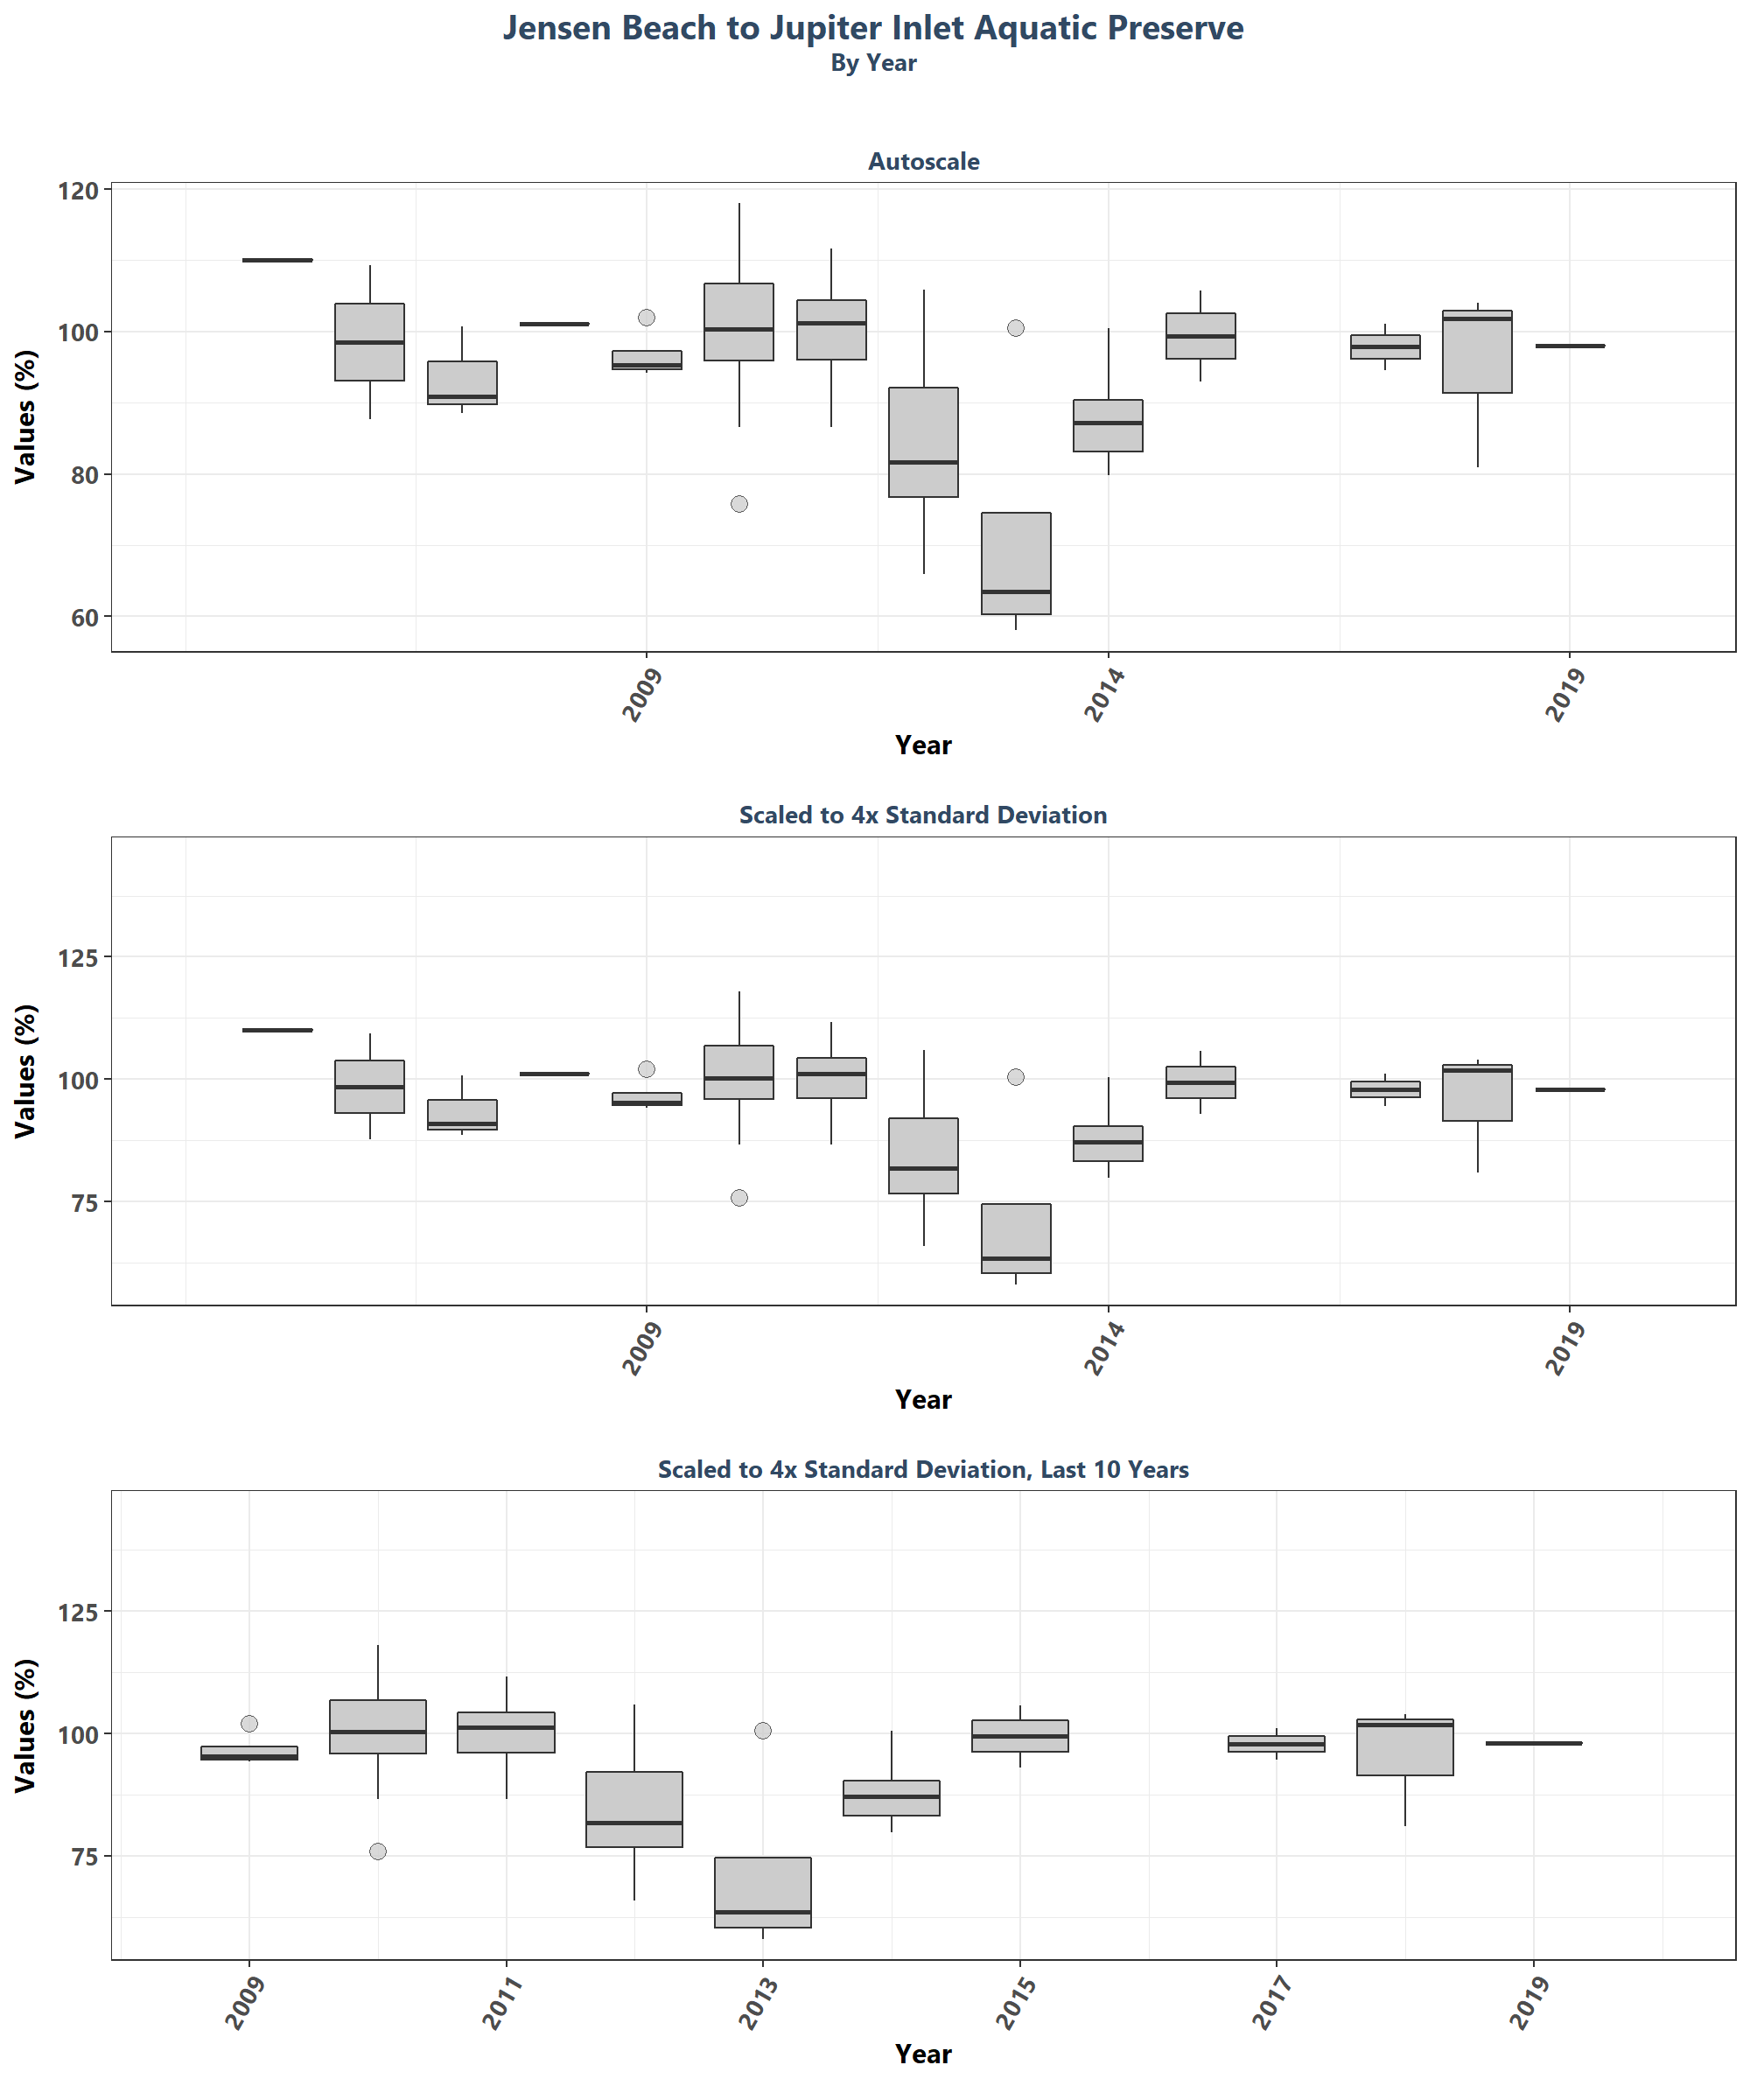 Jensen Beach to Jupiter Inlet Aquatic Preserve
By Year
Autoscale
Values (%)
120
100
80
60
2009
2014
2019
Year
Scaled to 4x Standard Deviation
Values (%)
125
100
75
2009
2014
2019
Year
Scaled to 4x Standard Deviation, Last 10 Years
Values (%)
125
100
75
2009
2011
2013
2015
2017
2019
Year